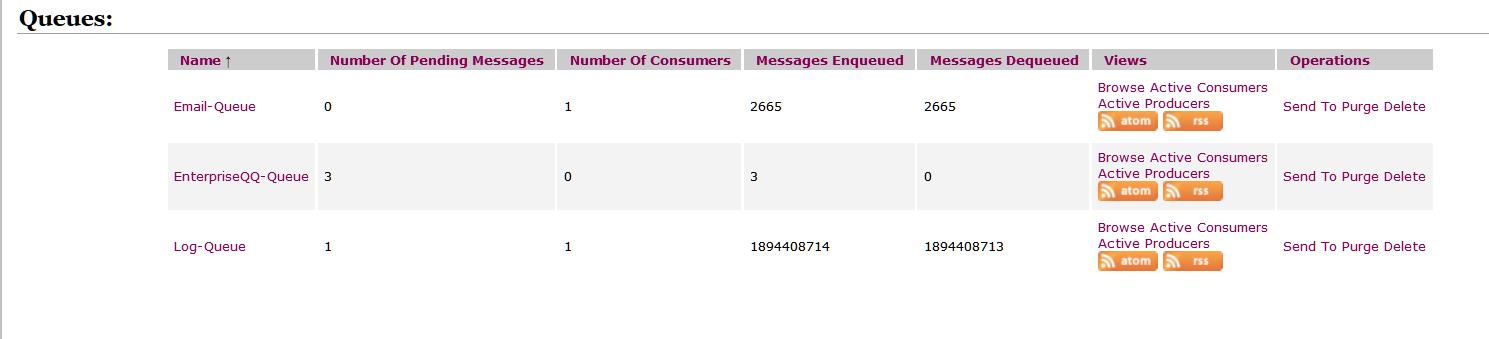 Queues:
Name ↑ Number Of Pending Messages Number Of Consumers Messages Enqueued Messages Dequeued Views Operations
Email-Queue 0 1 2665 2665 Browse Active Consumers Send To Purge Delete
Active Producers
atom rss
EnterpriseQQ-Queue 3 0 3 0 Browse Active Consumers Send To Purge Delete
Active Producers
atom rss
Log-Queue 1 1 1894408714 1894408713 Browse Active Consumers Send To Purge Delete
Active Producers
atom rss